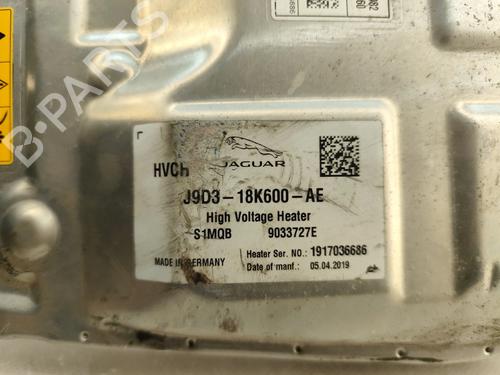 HVCH
JAGUAR
J9D3-18K600-AE
High Voltage Heater
S1MQB 9033727E
Heater Ser. NO.: 1917036686
MADE IN GERMANY
Date of manf.: 05.04.2019
B-PARTS